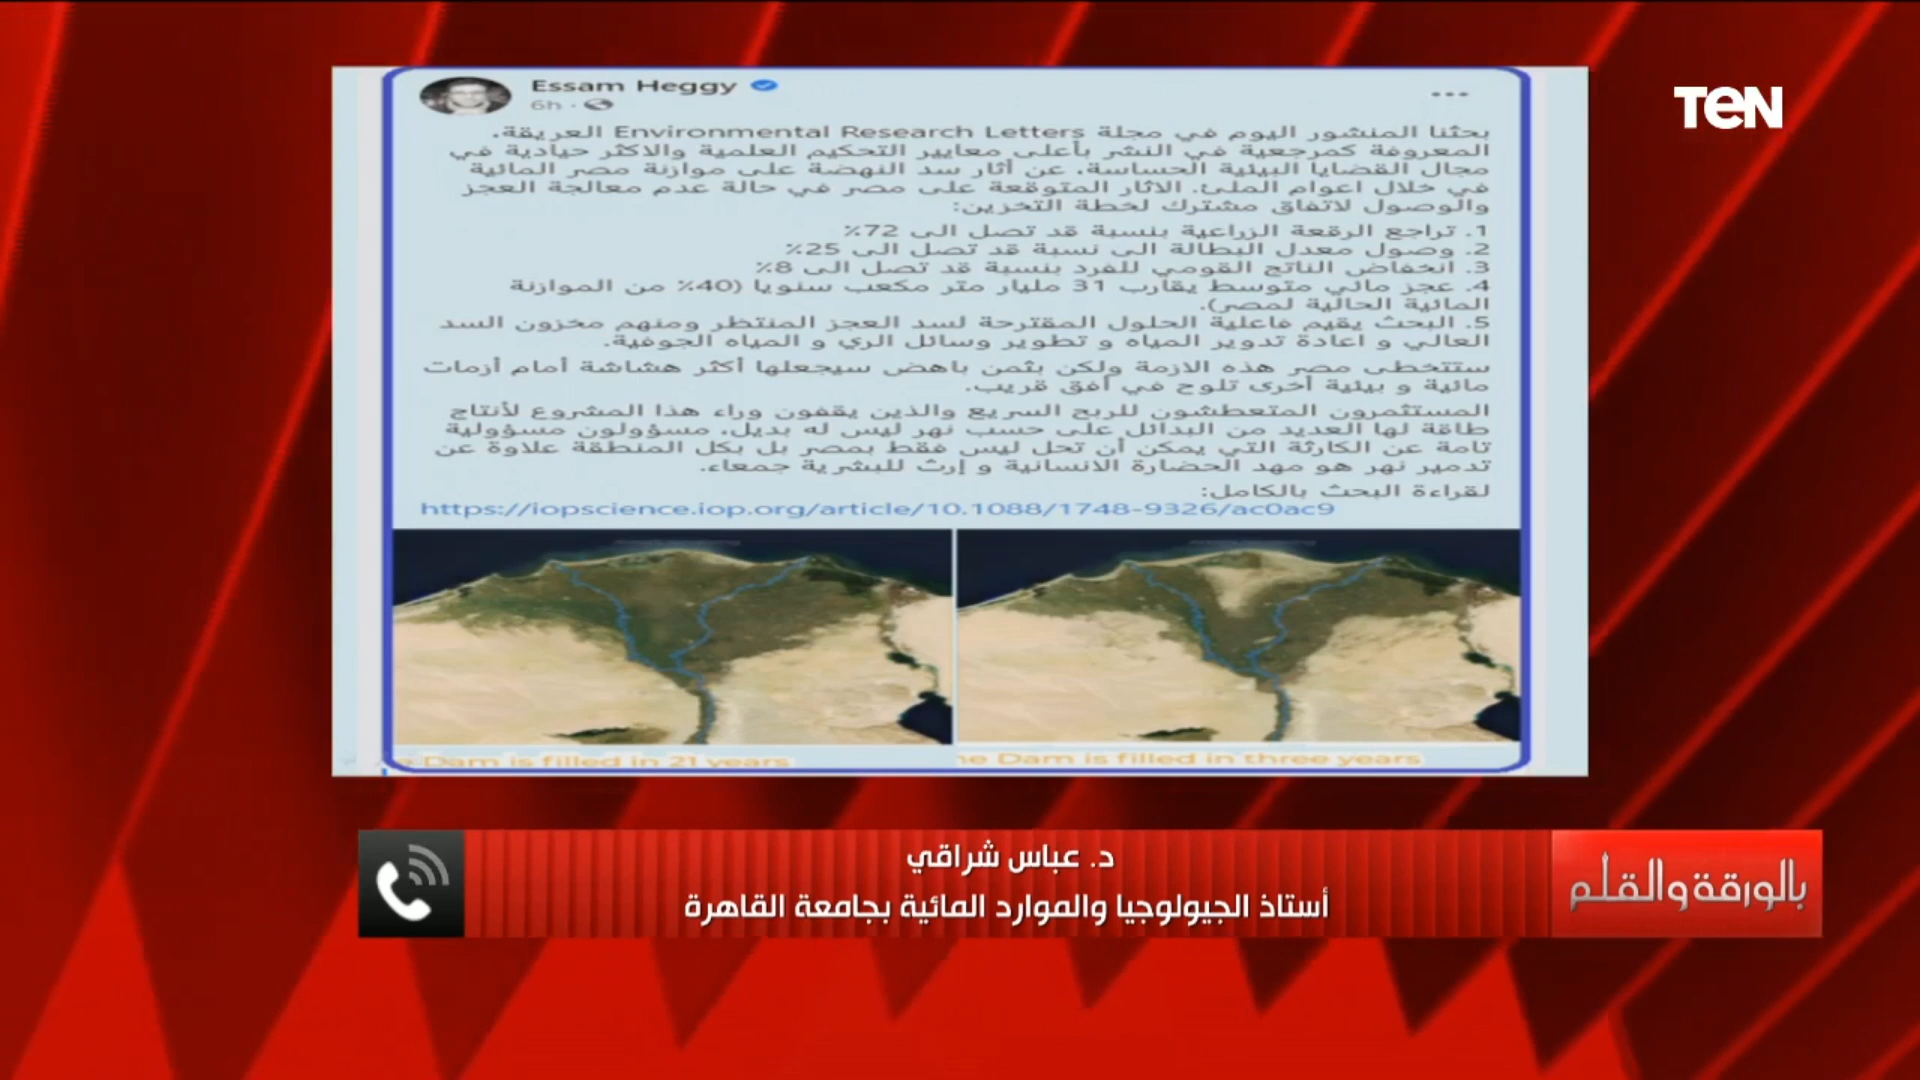 TeN
Essam Heggy
6h
بحثنا المنشور اليوم في مجلة Environmental Research Letters العريقة،
المعروفة كمرجعية في النشر بأعلى معايير التحكيم العلمية والاكثر حيادية في
مجال القضايا البيئية الحساسة، عن أثار سد النهضة على موازنة مصر المائية
في خلال اعوام الملئ. الاثار المتوقعة على مصر في حالة عدم معالجة العجز
والوصول لاتفاق مشترك لخطة التخزين:
1. تراجع الرقعة الزراعية بنسبة قد تصل الى 72٪
2. وصول معدل البطالة الى نسبة قد تصل الى 25٪
3. انخفاض الناتج القومي للفرد بنسبة قد تصل الى 8٪
4. عجز مائي متوسط يقارب 31 مليار متر مكعب سنويا (40٪ من الموازنة
المائية الحالية لمصر).
5. البحث يقيم فاعلية الحلول المقترحة لسد العجز المنتظر ومنهم مخزون السد
العالي و اعادة تدوير المياه و تطوير وسائل الري و المياه الجوفية.
ستتخطى مصر هذه الازمة ولكن بثمن باهض سيجعلها أكثر هشاشة أمام أزمات
مائية و بيئية أخرى تلوح في أفق قريب.
المستثمرون المتعطشون للربح السريع والذين يقفون وراء هذا المشروع لأنتاج
طاقة لها العديد من البدائل على حسب نهر ليس له بديل، مسؤولون مسؤولية
تامة عن الكارثة التي يمكن أن تحل ليس فقط بمصر بل بكل المنطقة علاوة عن
تدمير نهر هو مهد الحضارة الانسانية و إرث للبشرية جمعاء.
لقراءة البحث بالكامل:
https://iopscience.iop.org/article/10.1088/1748-9326/ac0ac9
e Dam is filled in 21 years
he Dam is filled in three years
د. عباس شراقي
أستاذ الجيولوجيا والموارد المائية بجامعة القاهرة
بالورقة والقلم